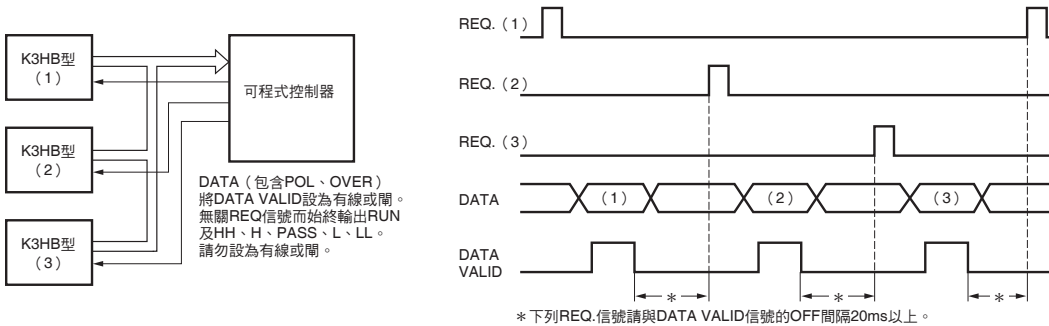 K3HB型
（1）
K3HB型
（2）
K3HB型
（3）
可程式控制器
DATA（包含POL、OVER）
將DATA VALID設為有線或閘。
無關REQ信號而始終輸出RUN
及HH、H、PASS、L、LL。
請勿設為有線或閘。
REQ.（1）
REQ.（2）
REQ.（3）
DATA
（1）
（2）
（3）
DATA
VALID
＊
＊
＊
＊下列REQ.信號請與DATA VALID信號的OFF間隔20ms以上。